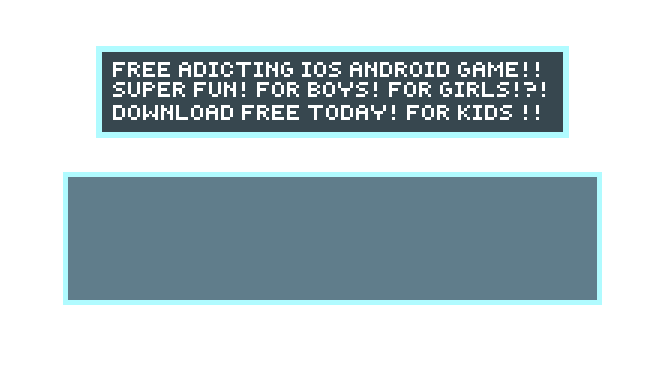 FREE ADICTING IOS ANDROID GAME!!
SUPER FUN! FOR BOYS! FOR GIRLS!?!
DOWNLOAD FREE TODAY! FOR KIDS !!